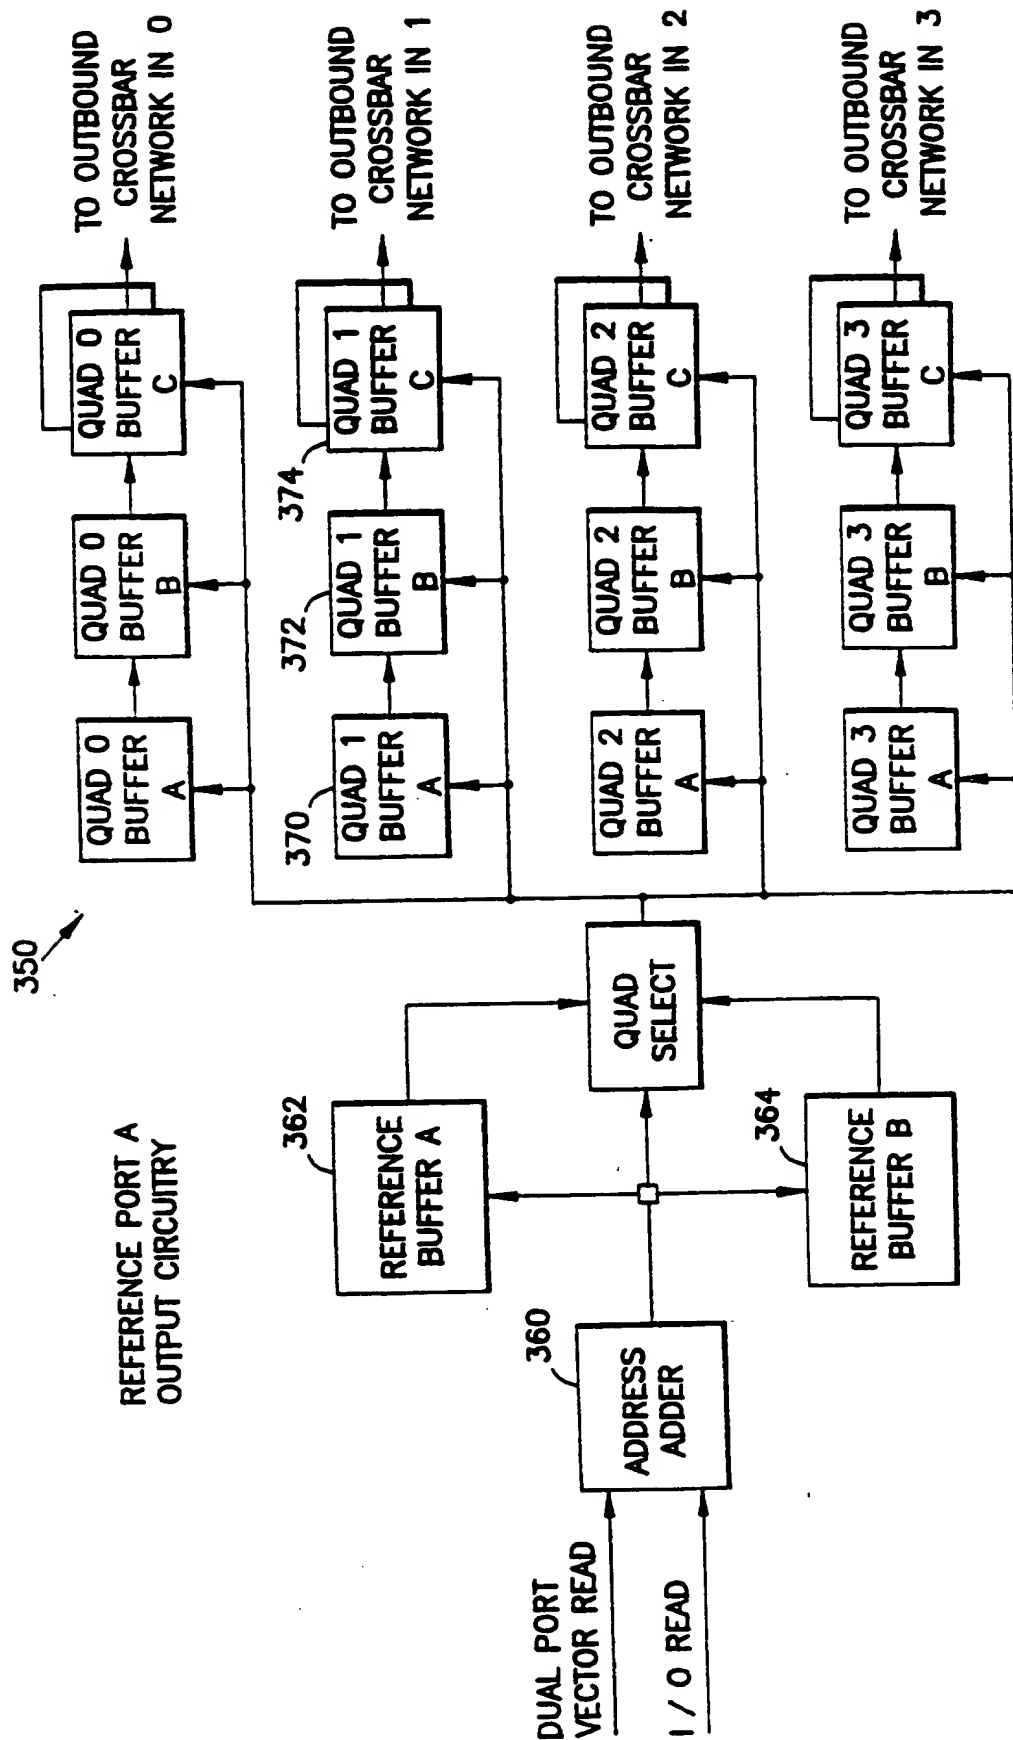 350
REFERENCE PORT A
OUTPUT CIRCUITRY
DUAL PORT
VECTOR READ
I / O READ
360
ADDRESS
ADDER
362
REFERENCE
BUFFER A
364
REFERENCE
BUFFER B
QUAD
SELECT
QUAD 0
BUFFER
A
QUAD 0
BUFFER
B
QUAD 0
BUFFER
C
TO OUTBOUND
CROSSBAR
NETWORK IN 0
370
QUAD 1
BUFFER
A
372
QUAD 1
BUFFER
B
374
QUAD 1
BUFFER
C
TO OUTBOUND
CROSSBAR
NETWORK IN 1
QUAD 2
BUFFER
A
QUAD 2
BUFFER
B
QUAD 2
BUFFER
C
TO OUTBOUND
CROSSBAR
NETWORK IN 2
QUAD 3
BUFFER
A
QUAD 3
BUFFER
B
QUAD 3
BUFFER
C
TO OUTBOUND
CROSSBAR
NETWORK IN 3